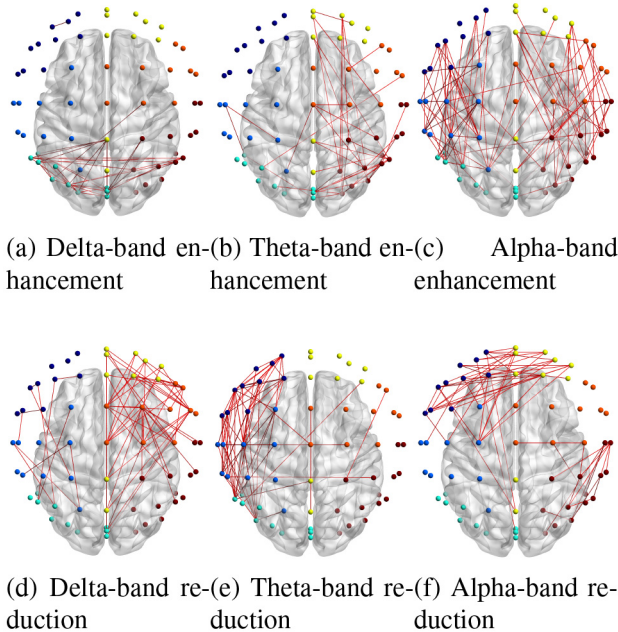 (a) Delta-band en-(b) Theta-band en-(c) Alpha-band
hancement hancement enhancement
(d) Delta-band re-(e) Theta-band re-(f) Alpha-band re-
duction duction duction